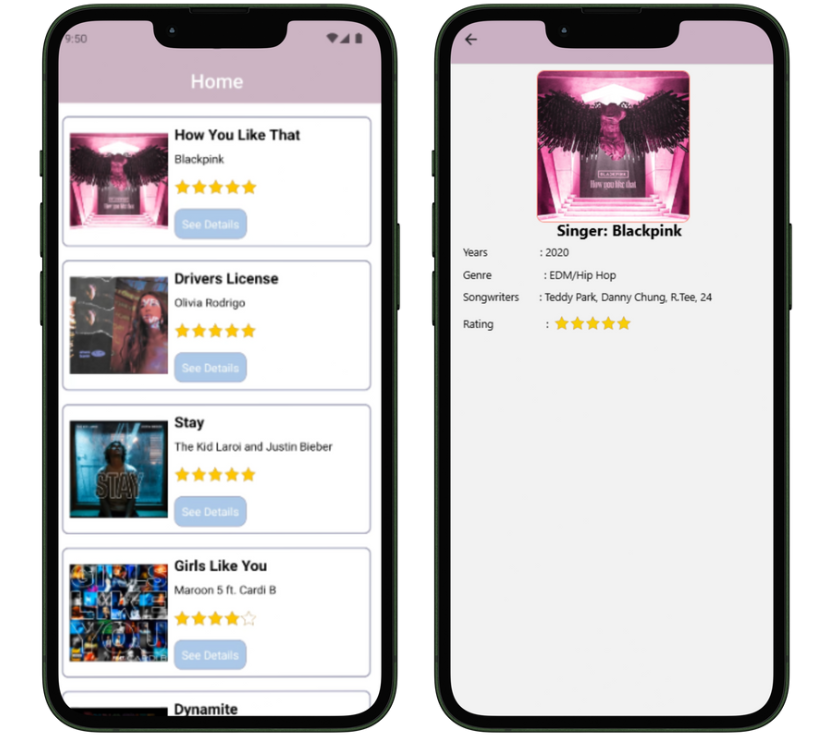 9:50
Home
How You Like That
Blackpink
See Details
Drivers License
Olivia Rodrigo
See Details
STAY
Stay
The Kid Laroi and Justin Bieber
See Details
GIRLS
LIKE
YOU
Girls Like You
Maroon 5 ft. Cardi B
See Details
Dynamite
BLACKPINK
How you like that
Singer: Blackpink
Years : 2020
Genre : EDM/Hip Hop
Songwriters : Teddy Park, Danny Chung, R.Tee, 24
Rating :